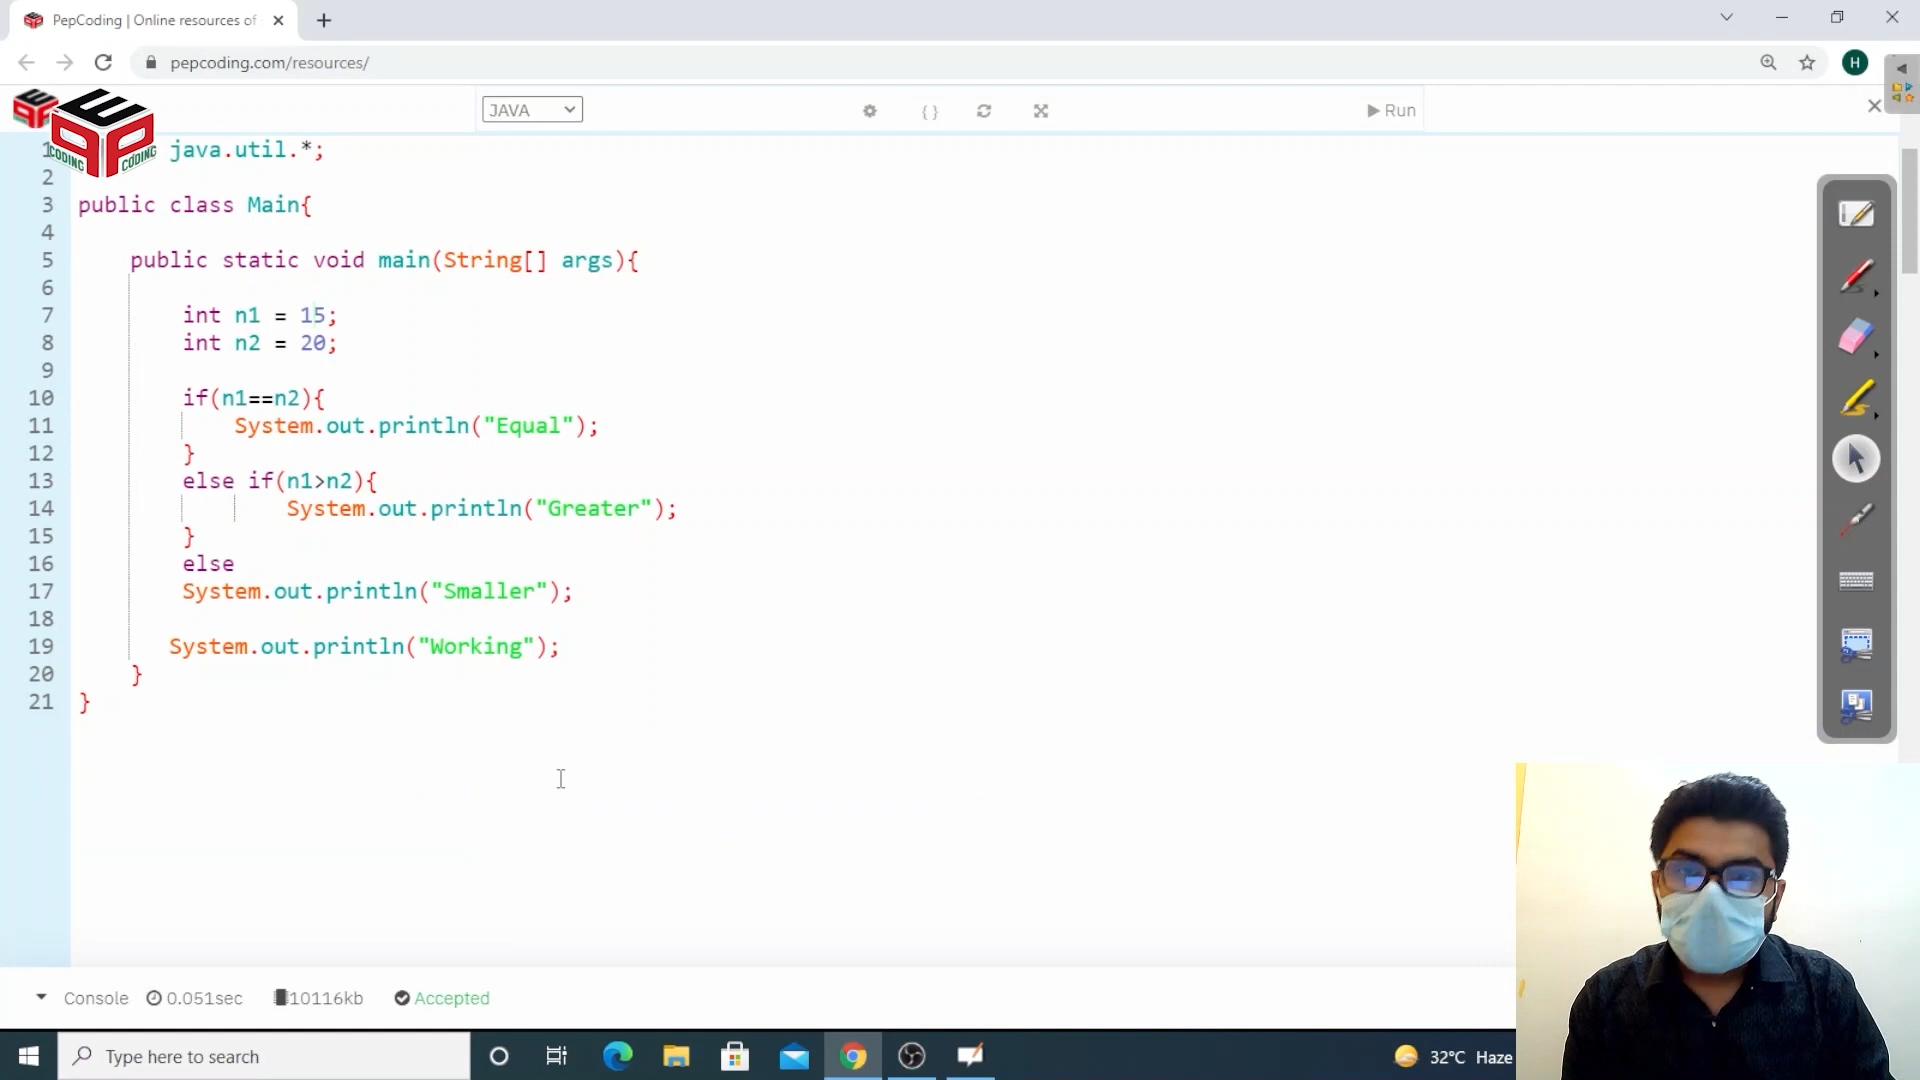 PepCoding | Online resources of
pepcoding.com/resources/
H
CODING CODING
JAVA
Run
1 java.util.*;
2
3 public class Main{
4
5 public static void main(String[] args){
6
7 int n1 = 15;
8 int n2 = 20;
9
10 if(n1==n2){
11 System.out.println("Equal");
12 }
13 else if(n1>n2){
14 System.out.println("Greater");
15 }
16 else
17 System.out.println("Smaller");
18
19 System.out.println("Working");
20 }
21 }
Console 0.051sec 10116kb Accepted
Type here to search
32°C Haze